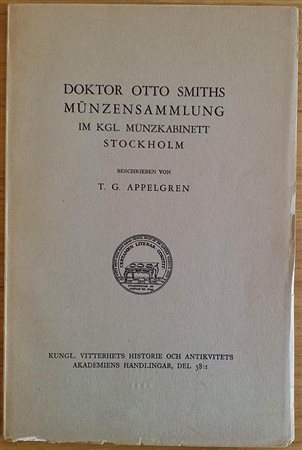 DOKTOR OTTO SMITHS
MÜNZENSAMMLUNG
IM KGL. MÜNZKABINETT
STOCKHOLM
BESCHRIEBEN VON
T. G. APPELGREN
KUNGL. VITTERHETS HISTORIE OCH ANTIKVITETS
AKADEMIENS HANDLINGAR, DEL 38:1